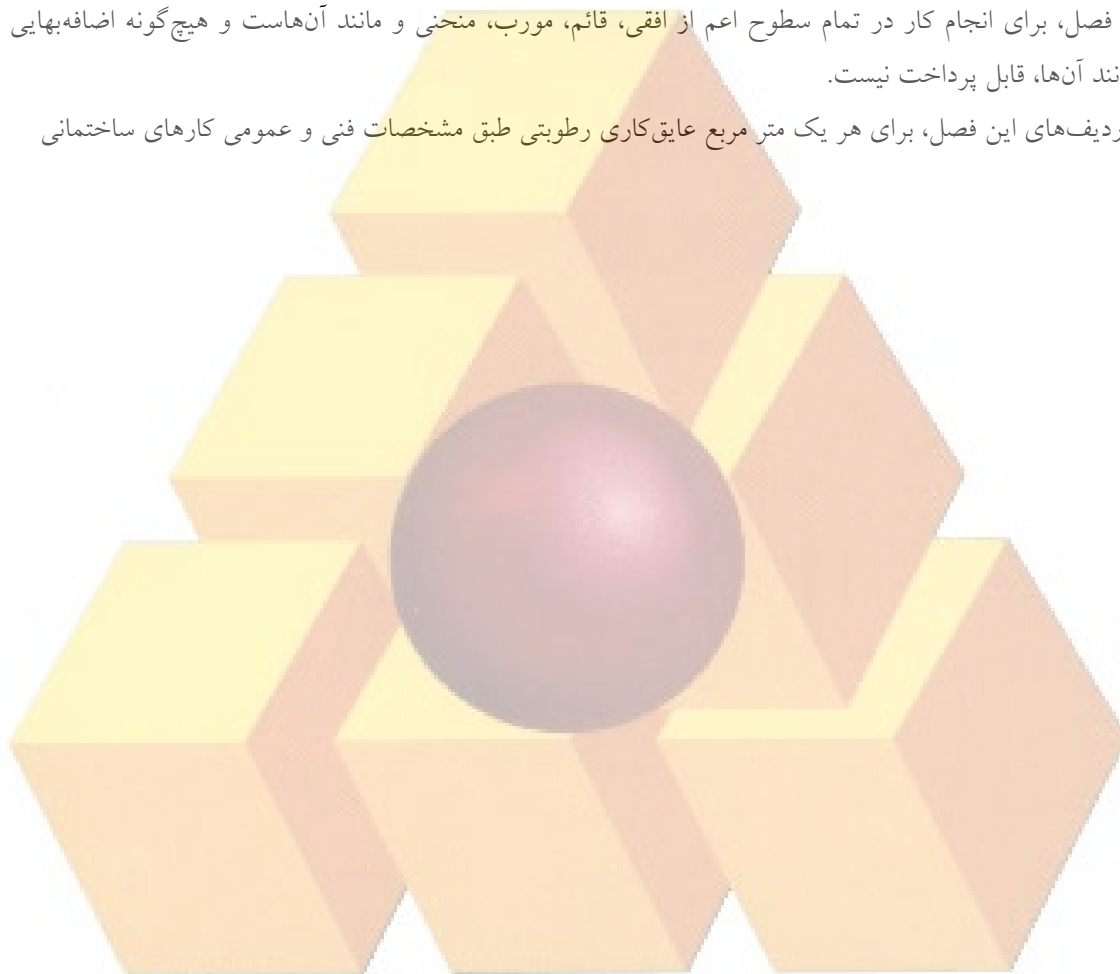 فصل، برای انجام کار در تمام سطوح اعم از افقی، قائم، مورب، منحنی و مانند آن‌هاست و هیچ‌گونه اضافه‌بهایی
نند آن‌ها، قابل پرداخت نیست.
ردیف‌های این فصل، برای هر یک متر مربع عایق‌کاری رطوبتی طبق مشخصات فنی و عمومی کارهای ساختمانی